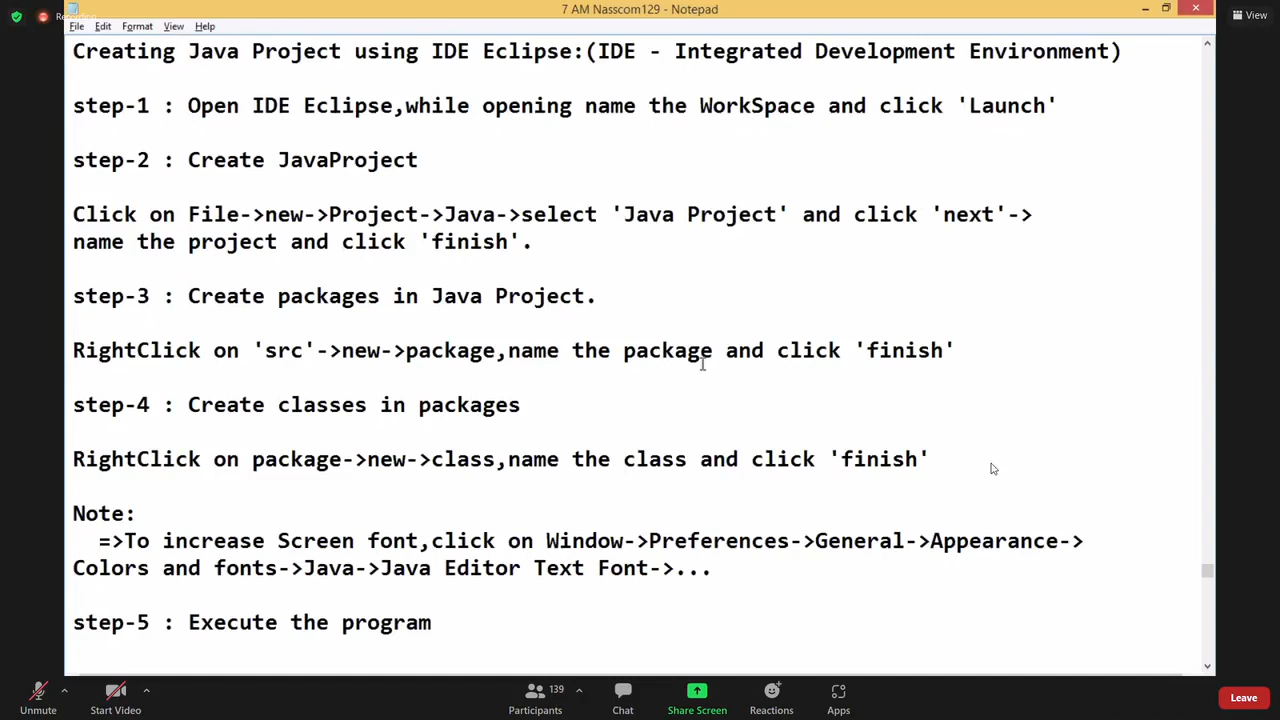 7 AM Nasscom129 - Notepad
Recording
View
File Edit Format View Help
Creating Java Project using IDE Eclipse:(IDE - Integrated Development Environment)
step-1 : Open IDE Eclipse,while opening name the WorkSpace and click 'Launch'
step-2 : Create JavaProject
Click on File->new->Project->Java->select 'Java Project' and click 'next'->
name the project and click 'finish'.
step-3 : Create packages in Java Project.
RightClick on 'src'->new->package,name the package and click 'finish'
step-4 : Create classes in packages
RightClick on package->new->class,name the class and click 'finish'
Note:
=>To increase Screen font,click on Window->Preferences->General->Appearance->
Colors and fonts->Java->Java Editor Text Font->...
step-5 : Execute the program
Unmute Start Video Participants 139 Chat Share Screen Reactions Apps Leave